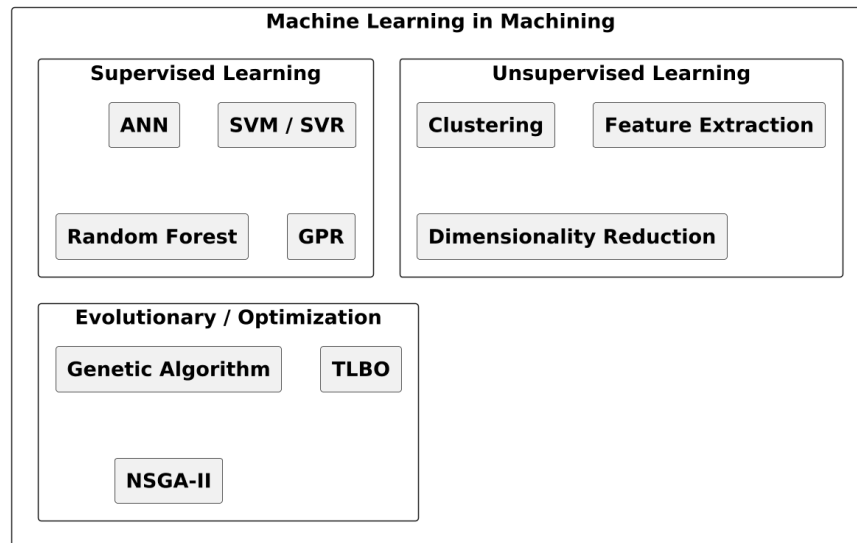 Machine Learning in Machining
Supervised Learning
ANN
SVM / SVR
Random Forest
GPR
Unsupervised Learning
Clustering
Feature Extraction
Dimensionality Reduction
Evolutionary / Optimization
Genetic Algorithm
TLBO
NSGA-II